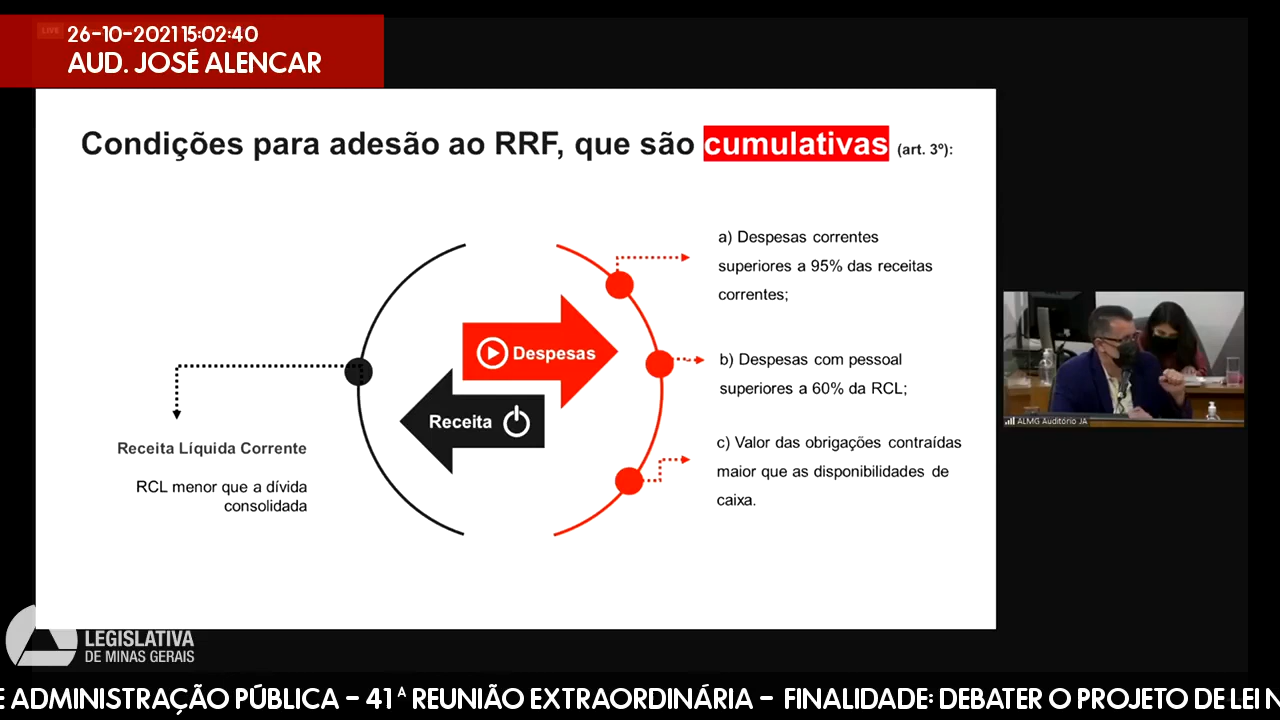 LIVE
26-10-2021 15:02:40
AUD. JOSÉ ALENCAR
Condições para adesão ao RRF, que são cumulativas (art. 3º):
a) Despesas correntes
superiores a 95% das receitas
correntes;
Despesas
b) Despesas com pessoal
superiores a 60% da RCL;
Receita
Receita Líquida Corrente
RCL menor que a dívida
consolidada
c) Valor das obrigações contraídas
maior que as disponibilidades de
caixa.
ALMG Auditório JA
LEGISLATIVA
DE MINAS GERAIS
E ADMINISTRAÇÃO PÚBLICA - 41ª REUNIÃO EXTRAORDINÁRIA - FINALIDADE: DEBATER O PROJETO DE LEI N